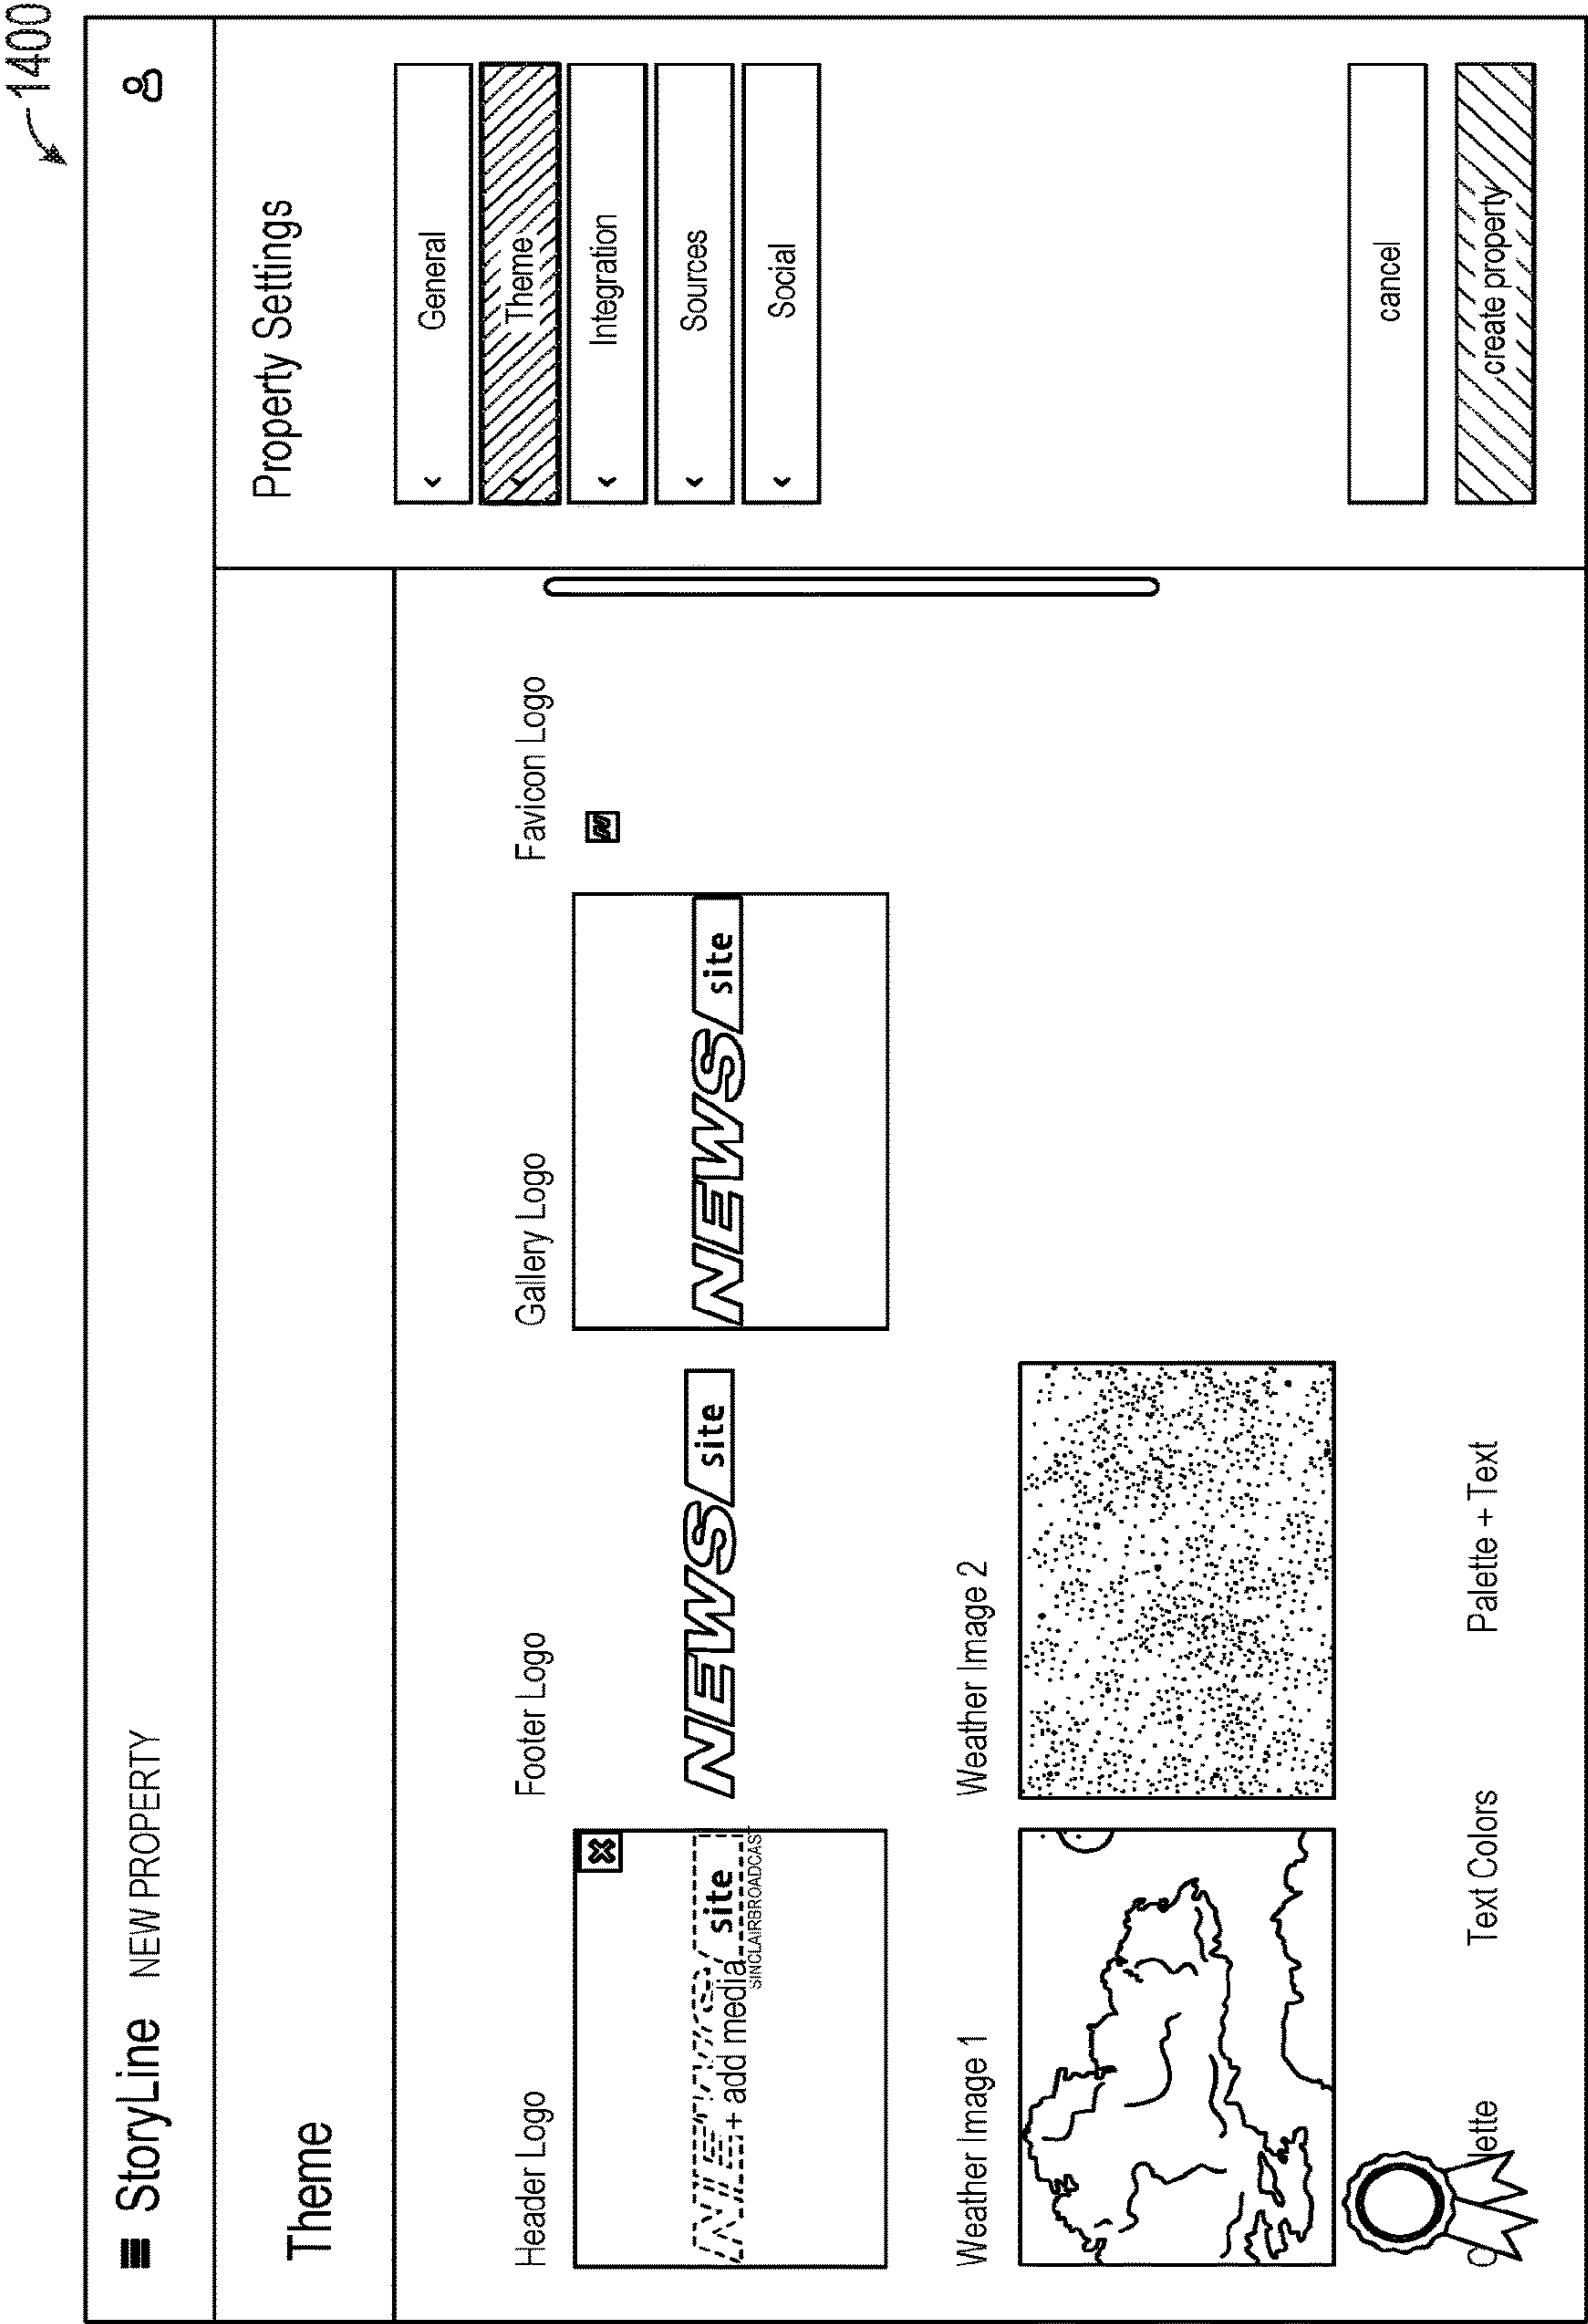 1400
StoryLine NEW PROPERTY
Theme
Property Settings
General
Theme
Integration
Sources
Social
cancel
create property
Header Logo
Footer Logo
Gallery Logo
Favicon Logo
+ add media
site
SINCLAIRBROADCAST
NEWS site
NEWS site
N
Weather Image 1
Weather Image 2
Text Colors
Palette + Text